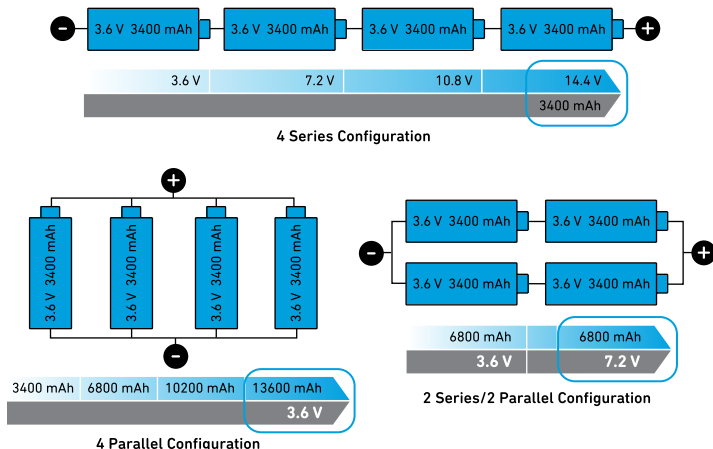 3.6 V 3400 mAh 3.6 V 3400 mAh 3.6 V 3400 mAh 3.6 V 3400 mAh
3.6 V 7.2 V 10.8 V 14.4 V
3400 mAh
4 Series Configuration
3.6 V 3400 mAh
3.6 V 3400 mAh
3.6 V 3400 mAh
3.6 V 3400 mAh
3400 mAh 6800 mAh 10200 mAh 13600 mAh
3.6 V
4 Parallel Configuration
3.6 V 3400 mAh 3.6 V 3400 mAh
3.6 V 3400 mAh 3.6 V 3400 mAh
6800 mAh 6800 mAh
3.6 V 7.2 V
2 Series/2 Parallel Configuration